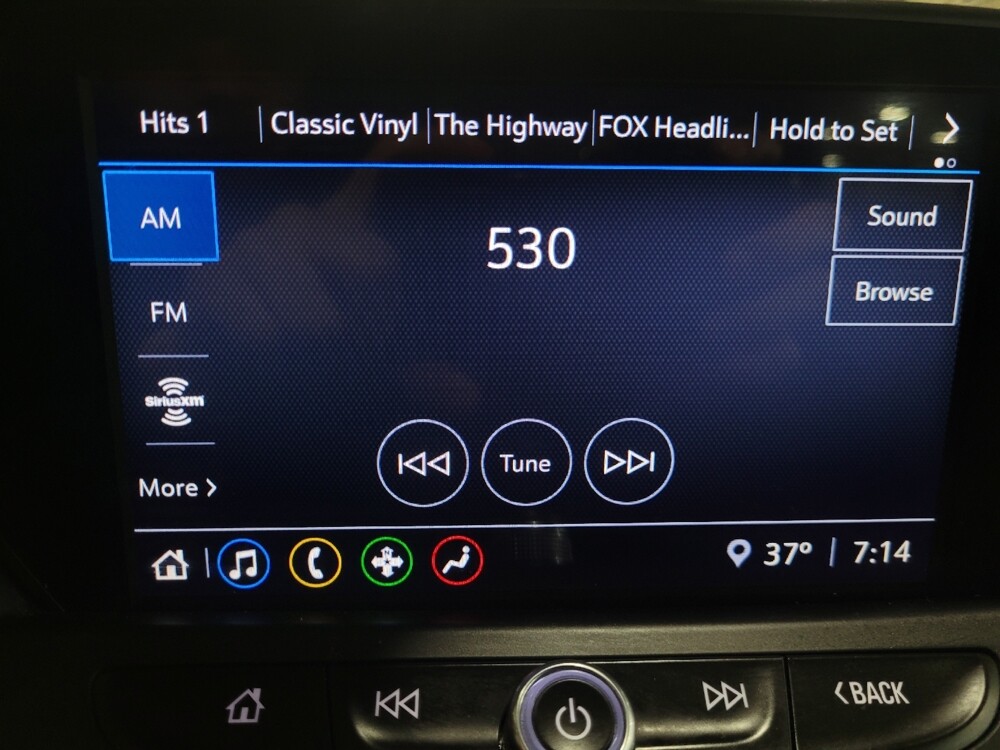 Hits 1 Classic Vinyl The Highway FOX Headli... Hold to Set
AM
530
Sound
Browse
FM
SiriusXM
More
Tune
N
37° 7:14
BACK